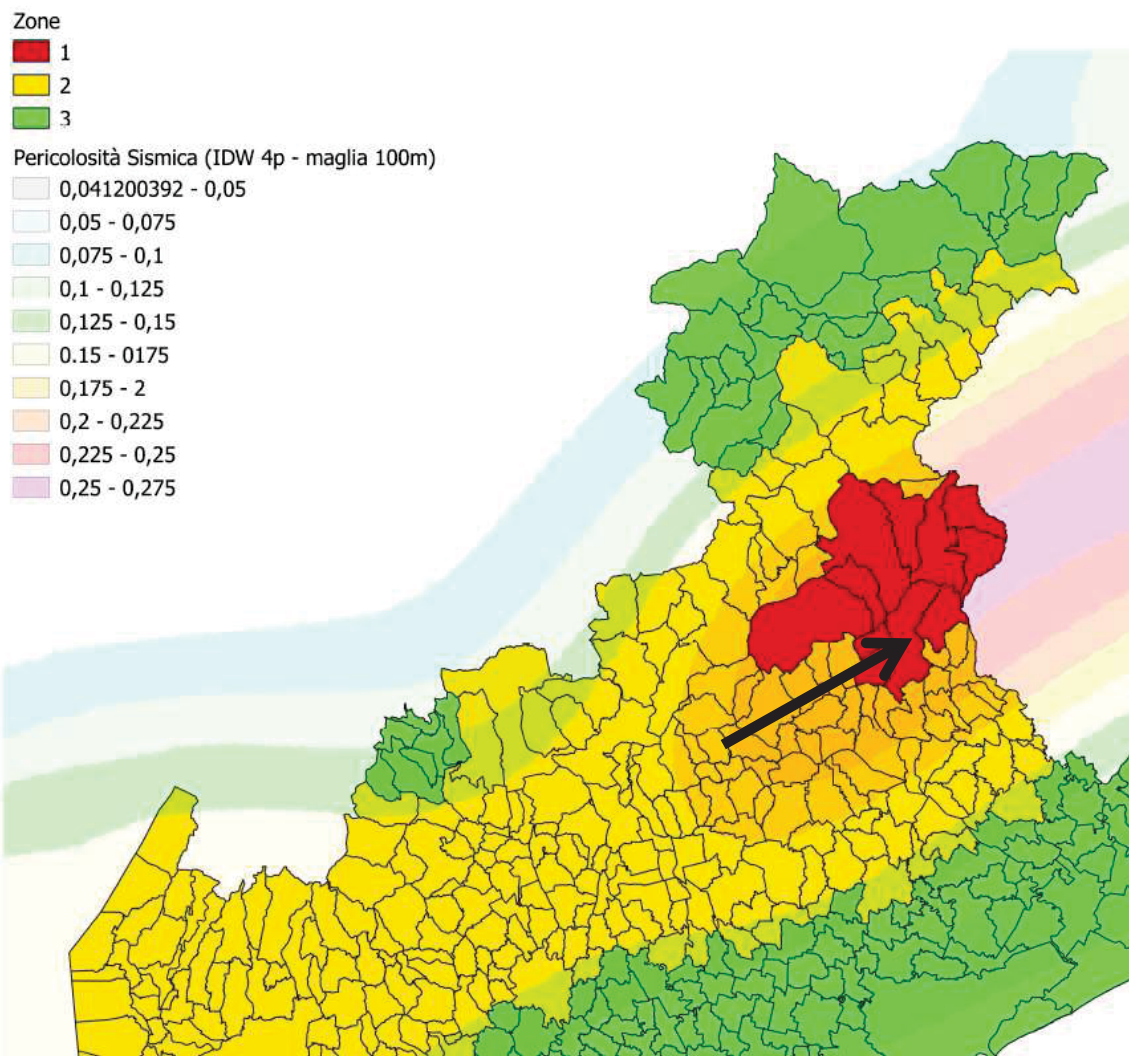 Zone
1
2
3
Pericolosità Sismica (IDW 4p - maglia 100m)
0,041200392 - 0,05
0,05 - 0,075
0,075 - 0,1
0,1 - 0,125
0,125 - 0,15
0.15 - 0175
0,175 - 2
0,2 - 0,225
0,225 - 0,25
0,25 - 0,275